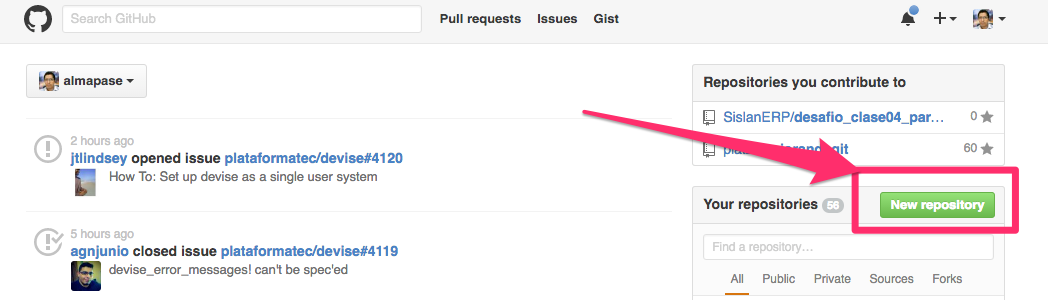 Search GitHub
Pull requests Issues Gist
almapase
2 hours ago
jtlindsey opened issue plataformatec/devise#4120
How To: Set up devise as a single user system
5 hours ago
agnjunio closed issue plataformatec/devise#4119
devise_error_messages! can't be spec'ed
Repositories you contribute to
SislanERP/desafio_clase04_par… 0
git 60
Your repositories 56
New repository
Find a repository…
All Public Private Sources Forks